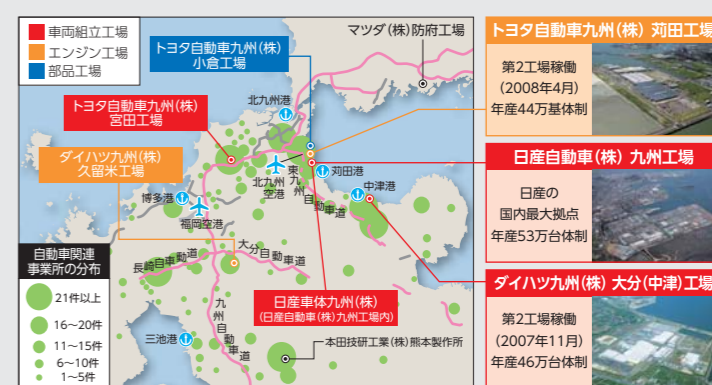 車両組立工場
エンジン工場
部品工場
トヨタ自動車九州(株)
小倉工場
マツダ(株)防府工場
トヨタ自動車九州(株)
宮田工場
北九州港
ダイハツ九州(株)
久留米工場
北九州
空港
苅田港
中津港
東九州自動車道
博多港
福岡空港
大分自動車道
長崎自動車道
九州自動車道
三池港
日産車体九州(株)
(日産自動車(株)九州工場内)
本田技研工業(株)熊本製作所
自動車関連
事業所の分布
21件以上
16〜20件
11〜15件
6〜10件
1〜5件
トヨタ自動車九州(株) 苅田工場
第2工場稼働
(2008年4月)
年産44万基体制
日産自動車(株) 九州工場
日産の
国内最大拠点
年産53万台体制
ダイハツ九州(株) 大分(中津)工場
第2工場稼働
(2007年11月)
年産46万台体制